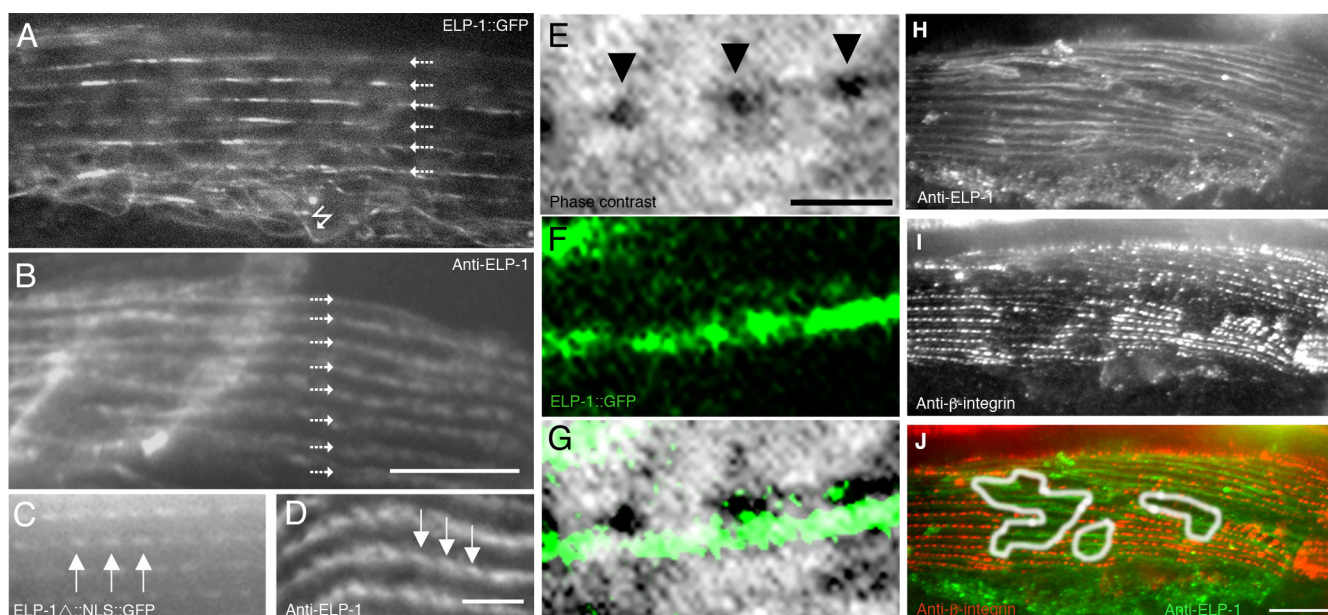 A
ELP-1::GFP
B
Anti-ELP-1
C
ELP-1△::NLS::GFP
D
Anti-ELP-1
E
Phase contrast
F
ELP-1::GFP
G
H
Anti-ELP-1
I
Anti-β-integrin
J
Anti-β-integrin
Anti-ELP-1